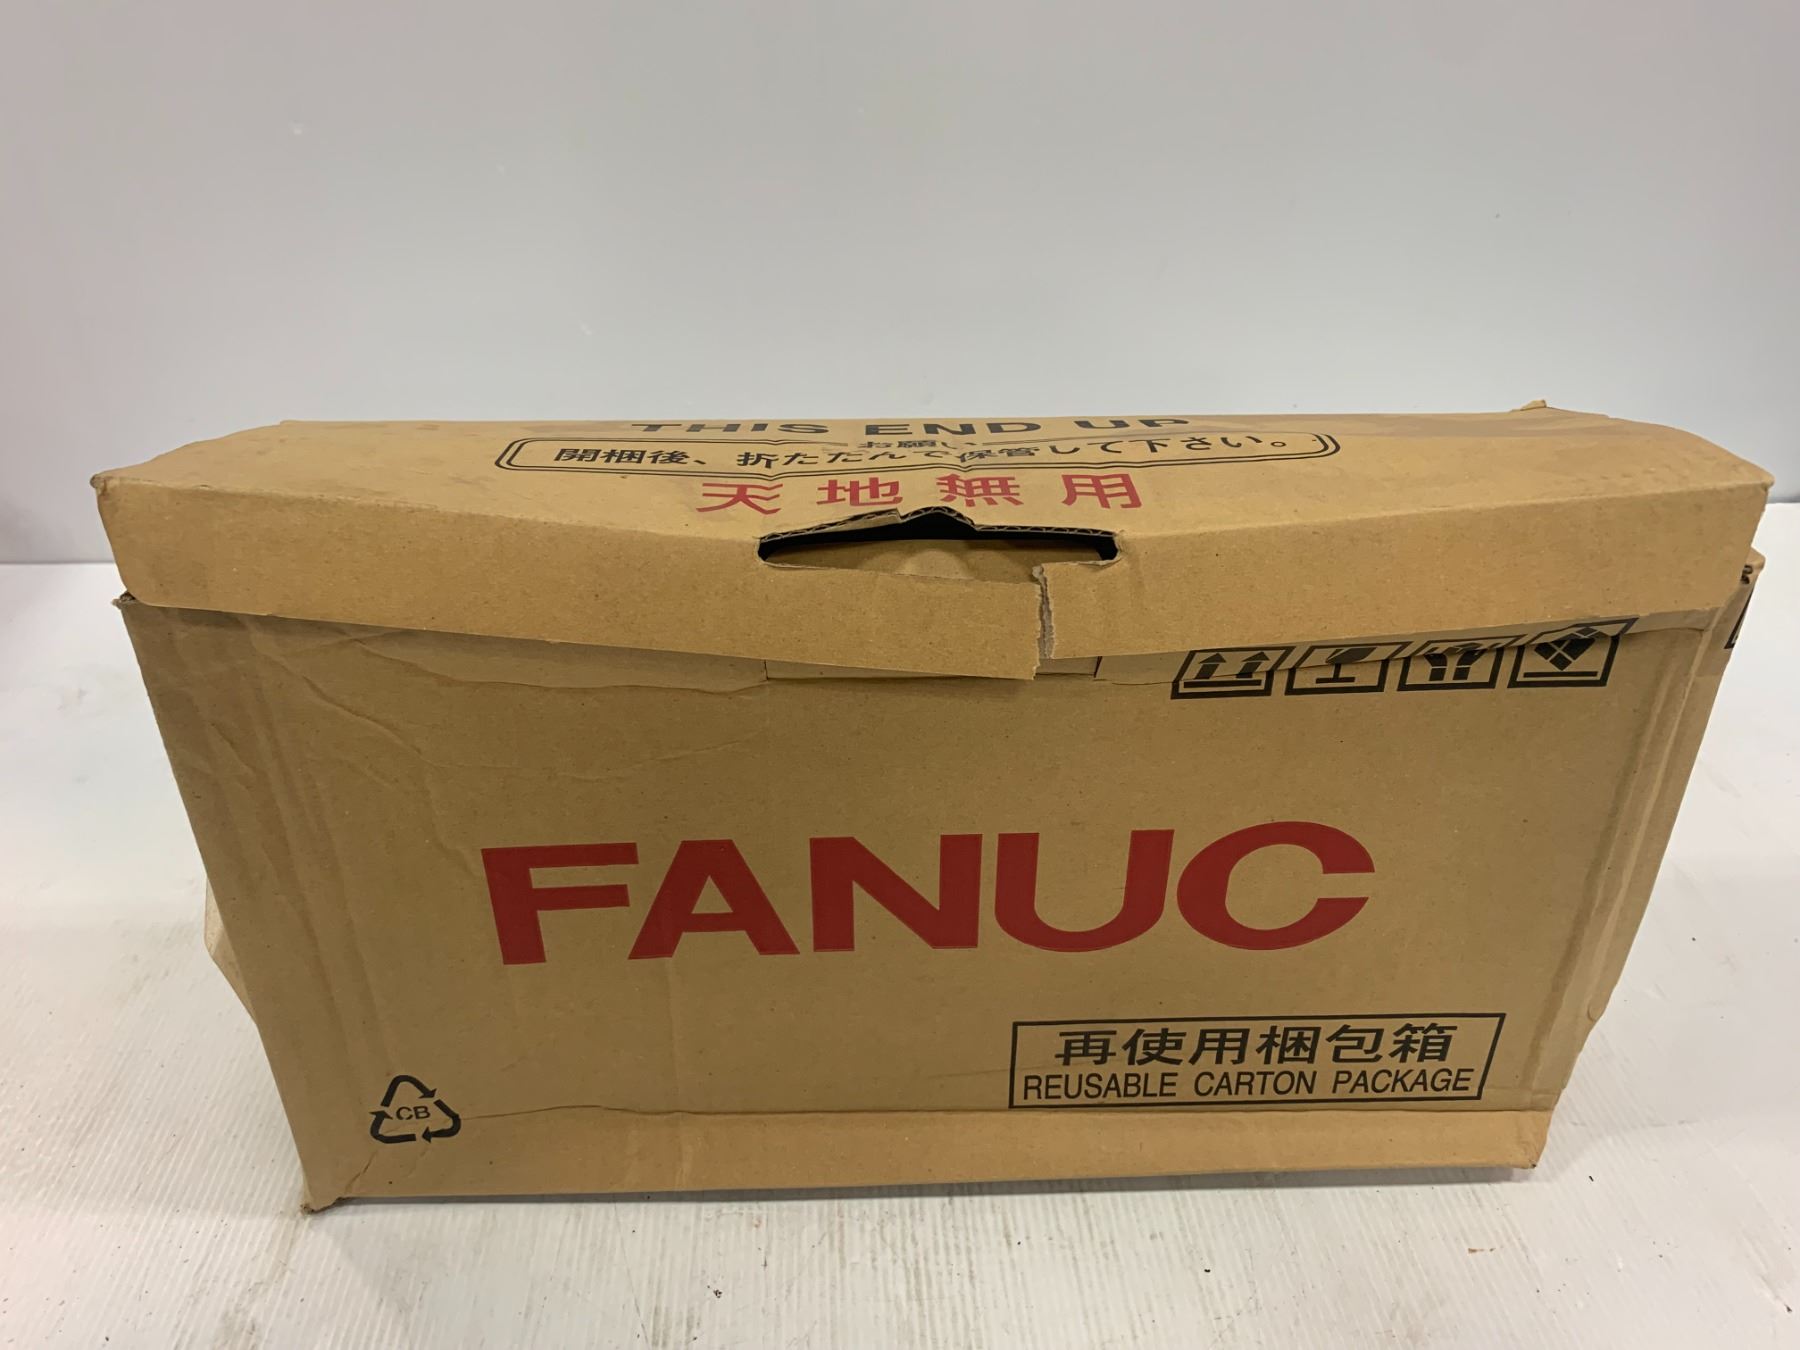 THIS END UP
お願い
開梱後、折たたんで保管して下さい。
天地無用
FANUC
再使用梱包箱
REUSABLE CARTON PACKAGE
CB